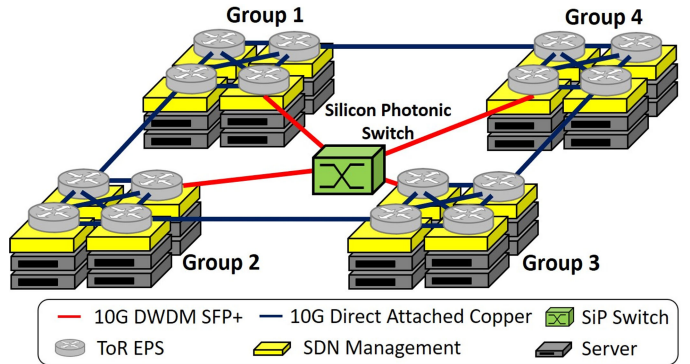 Group 1
Group 4
Silicon Photonic
Switch
Group 2
Group 3
10G DWDM SFP+
10G Direct Attached Copper
SiP Switch
ToR EPS
SDN Management
Server